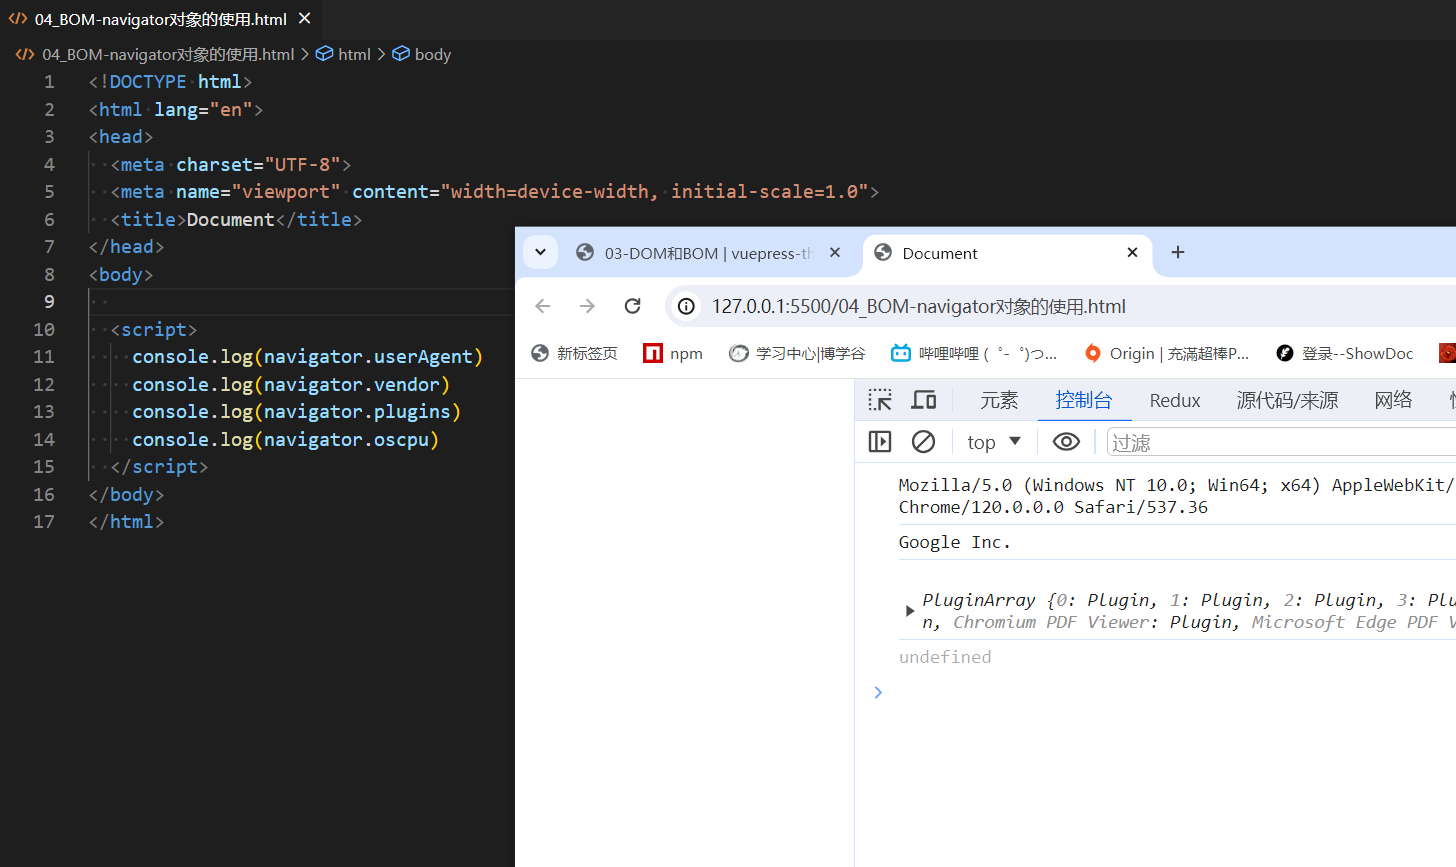 04_BOM-navigator对象的使用.html
04_BOM-navigator对象的使用.html > html > body
1 <!DOCTYPE html>
2 <html lang="en">
3 <head>
4 <meta charset="UTF-8">
5 <meta name="viewport" content="width=device-width, initial-scale=1.0">
6 <title>Document</title>
7 </head>
8 <body>
9
10 <script>
11 console.log(navigator.userAgent)
12 console.log(navigator.vendor)
13 console.log(navigator.plugins)
14 console.log(navigator.oscpu)
15 </script>
16 </body>
17 </html>
03-DOM和BOM | vuepress-th
Document
127.0.0.1:5500/04_BOM-navigator对象的使用.html
新标签页 npm 学习中心|博学谷 哔哩哔哩 (゜-゜)つ... Origin | 充滿超棒P... 登录--ShowDoc
元素 控制台 Redux 源代码/来源 网络
top 过滤
Mozilla/5.0 (Windows NT 10.0; Win64; x64) AppleWebKit/
Chrome/120.0.0.0 Safari/537.36
Google Inc.
PluginArray {0: Plugin, 1: Plugin, 2: Plugin, 3: Plu
n, Chromium PDF Viewer: Plugin, Microsoft Edge PDF V
undefined